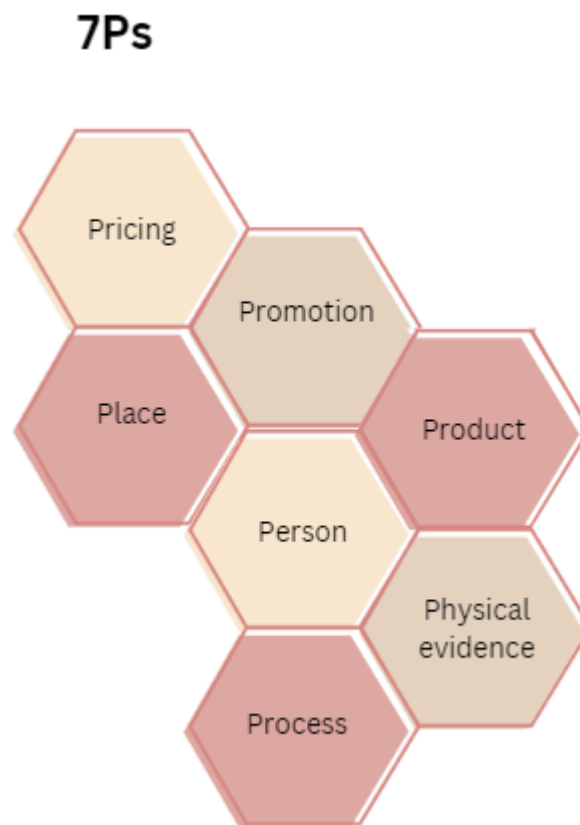 7Ps
Pricing
Promotion
Place
Product
Person
Physical
evidence
Process